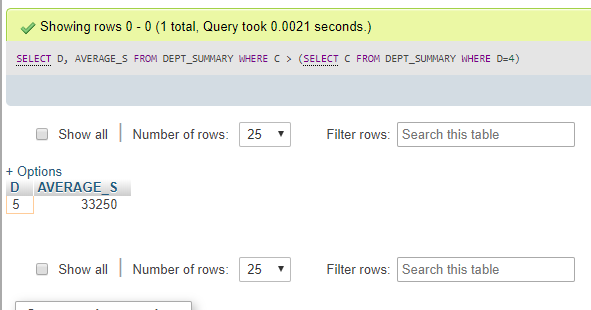 Showing rows 0 - 0 (1 total, Query took 0.0021 seconds.)
SELECT D, AVERAGE_S FROM DEPT_SUMMARY WHERE C > (SELECT C FROM DEPT_SUMMARY WHERE D=4)
Show all | Number of rows: 25 Filter rows: Search this table
+ Options
D AVERAGE_S
5 33250
Show all | Number of rows: 25 Filter rows: Search this table